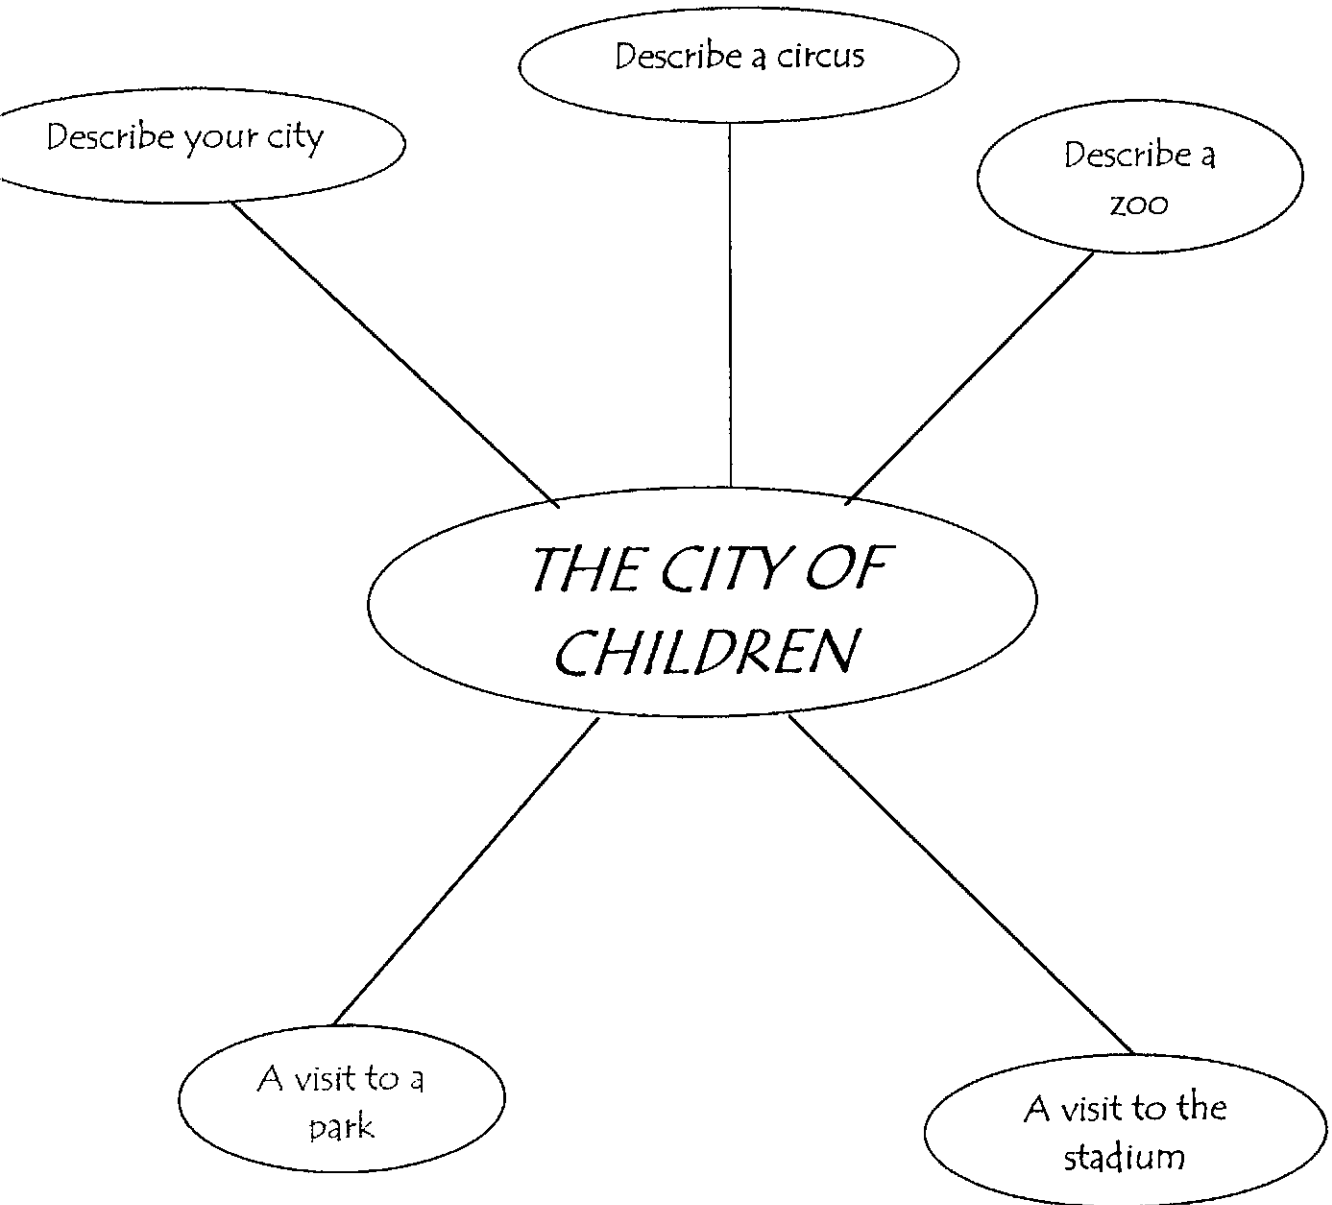 Describe a circus
Describe your city
Describe a
zoo
THE CITY OF
CHILDREN
A visit to a
park
A visit to the
stadium